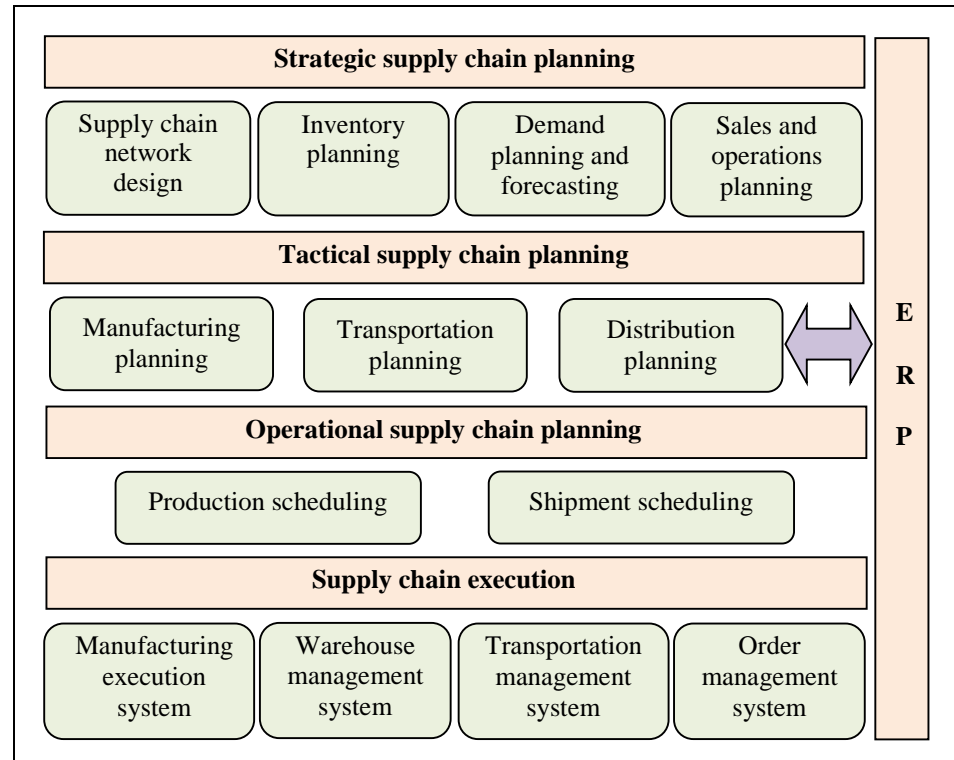 Strategic supply chain planning
Supply chain
network
design
Inventory
planning
Demand
planning and
forecasting
Sales and
operations
planning
Tactical supply chain planning
Manufacturing
planning
Transportation
planning
Distribution
planning
Operational supply chain planning
Production scheduling
Shipment scheduling
Supply chain execution
Manufacturing
execution
system
Warehouse
management
system
Transportation
management
system
Order
management
system
E
R
P